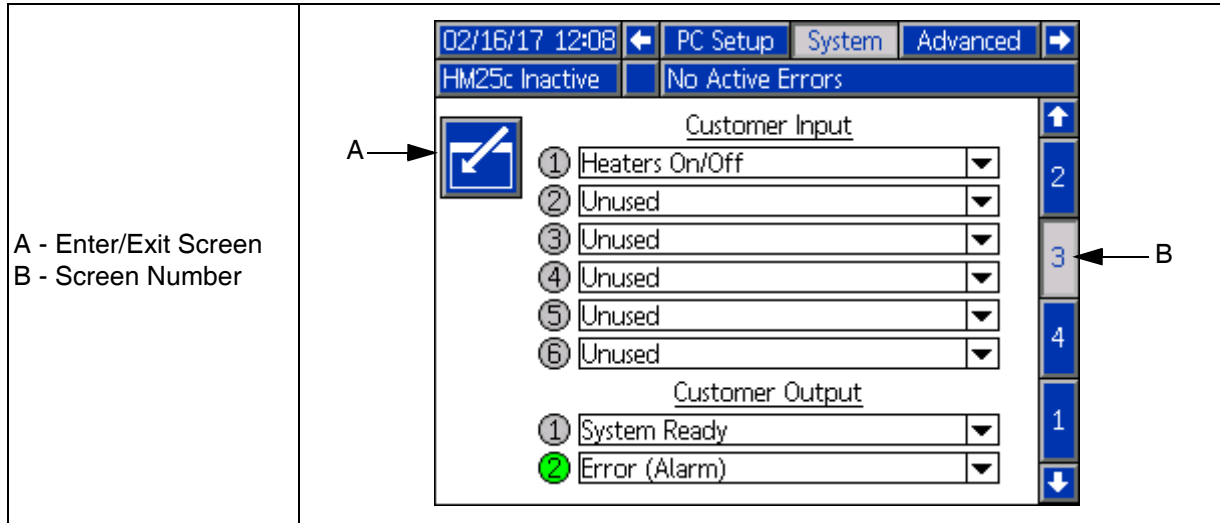 A - Enter/Exit Screen
B - Screen Number
A
B
02/16/17 12:08 PC Setup System Advanced
HM25c Inactive No Active Errors
Customer Input
1 Heaters On/Off
2 Unused
3 Unused
4 Unused
5 Unused
6 Unused
Customer Output
1 System Ready
2 Error (Alarm)
2
3
4
1